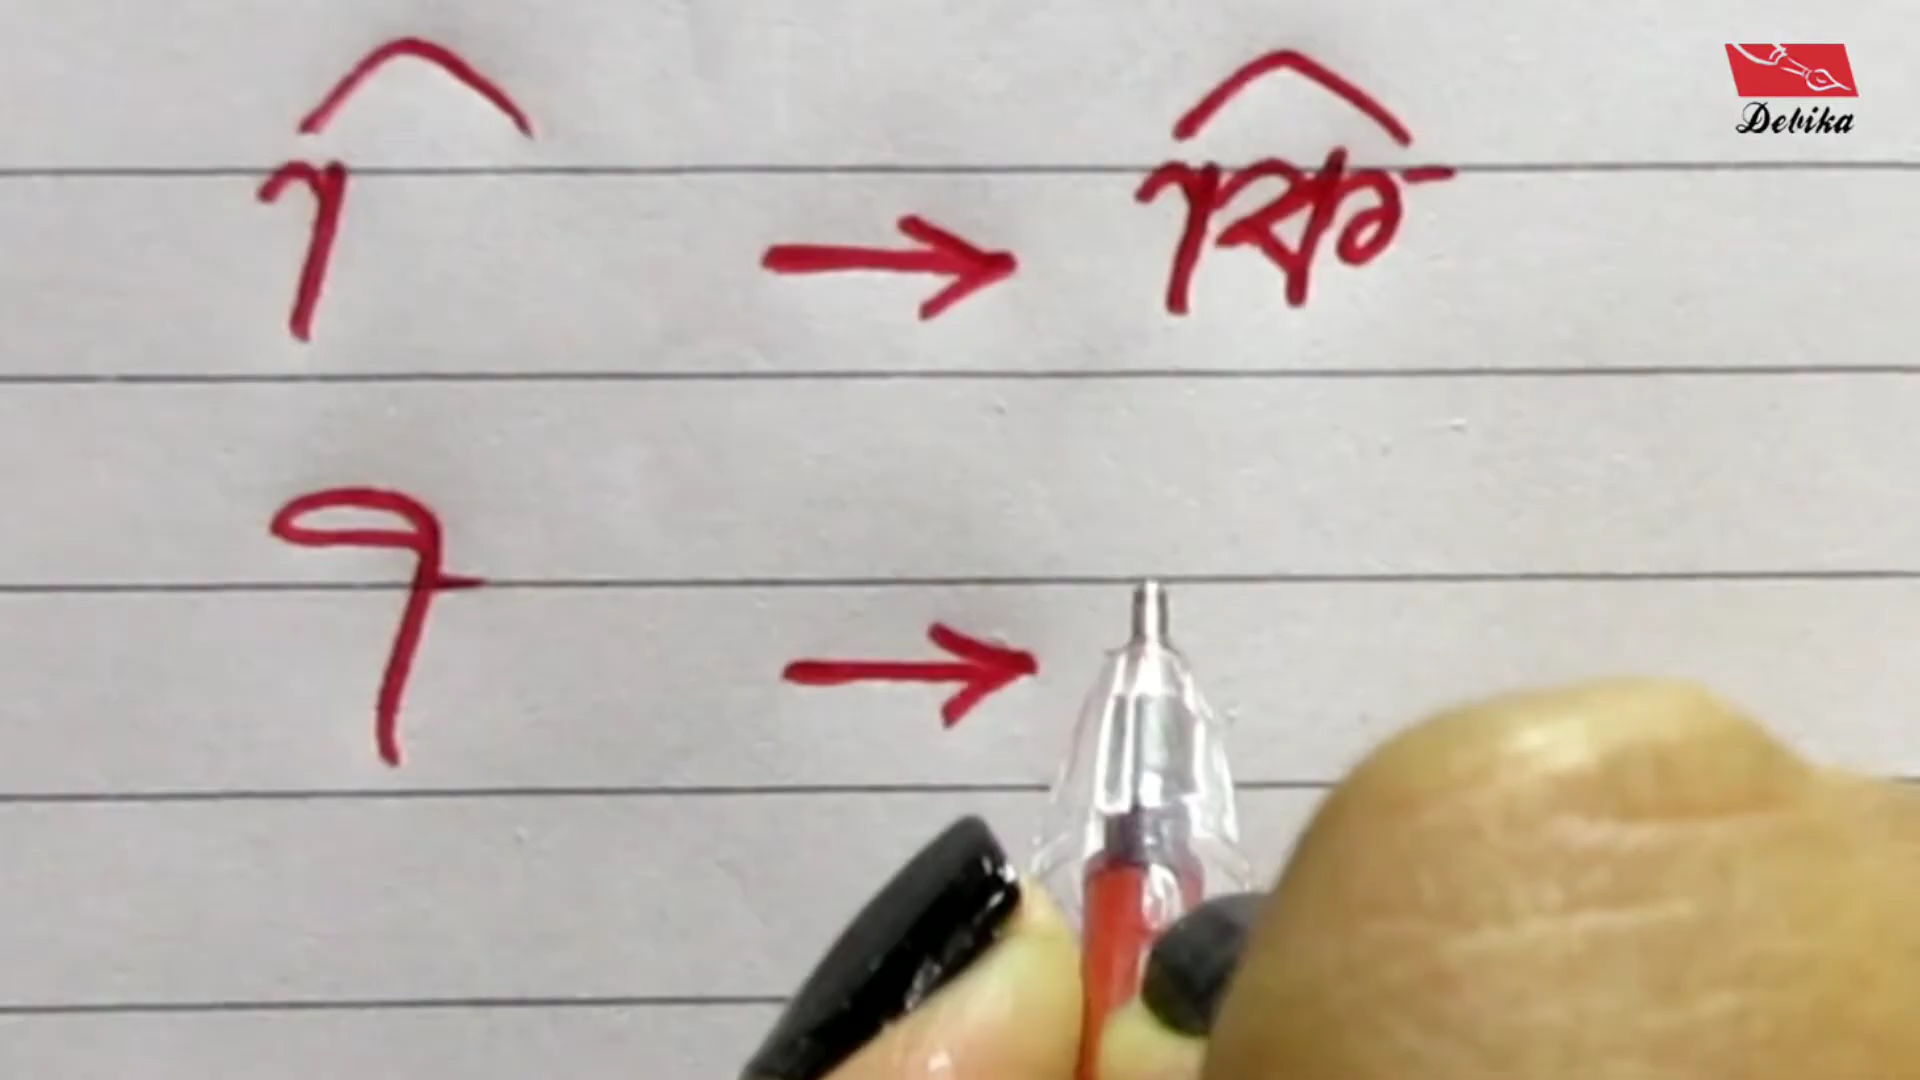 ি → কি
ী →
Debika